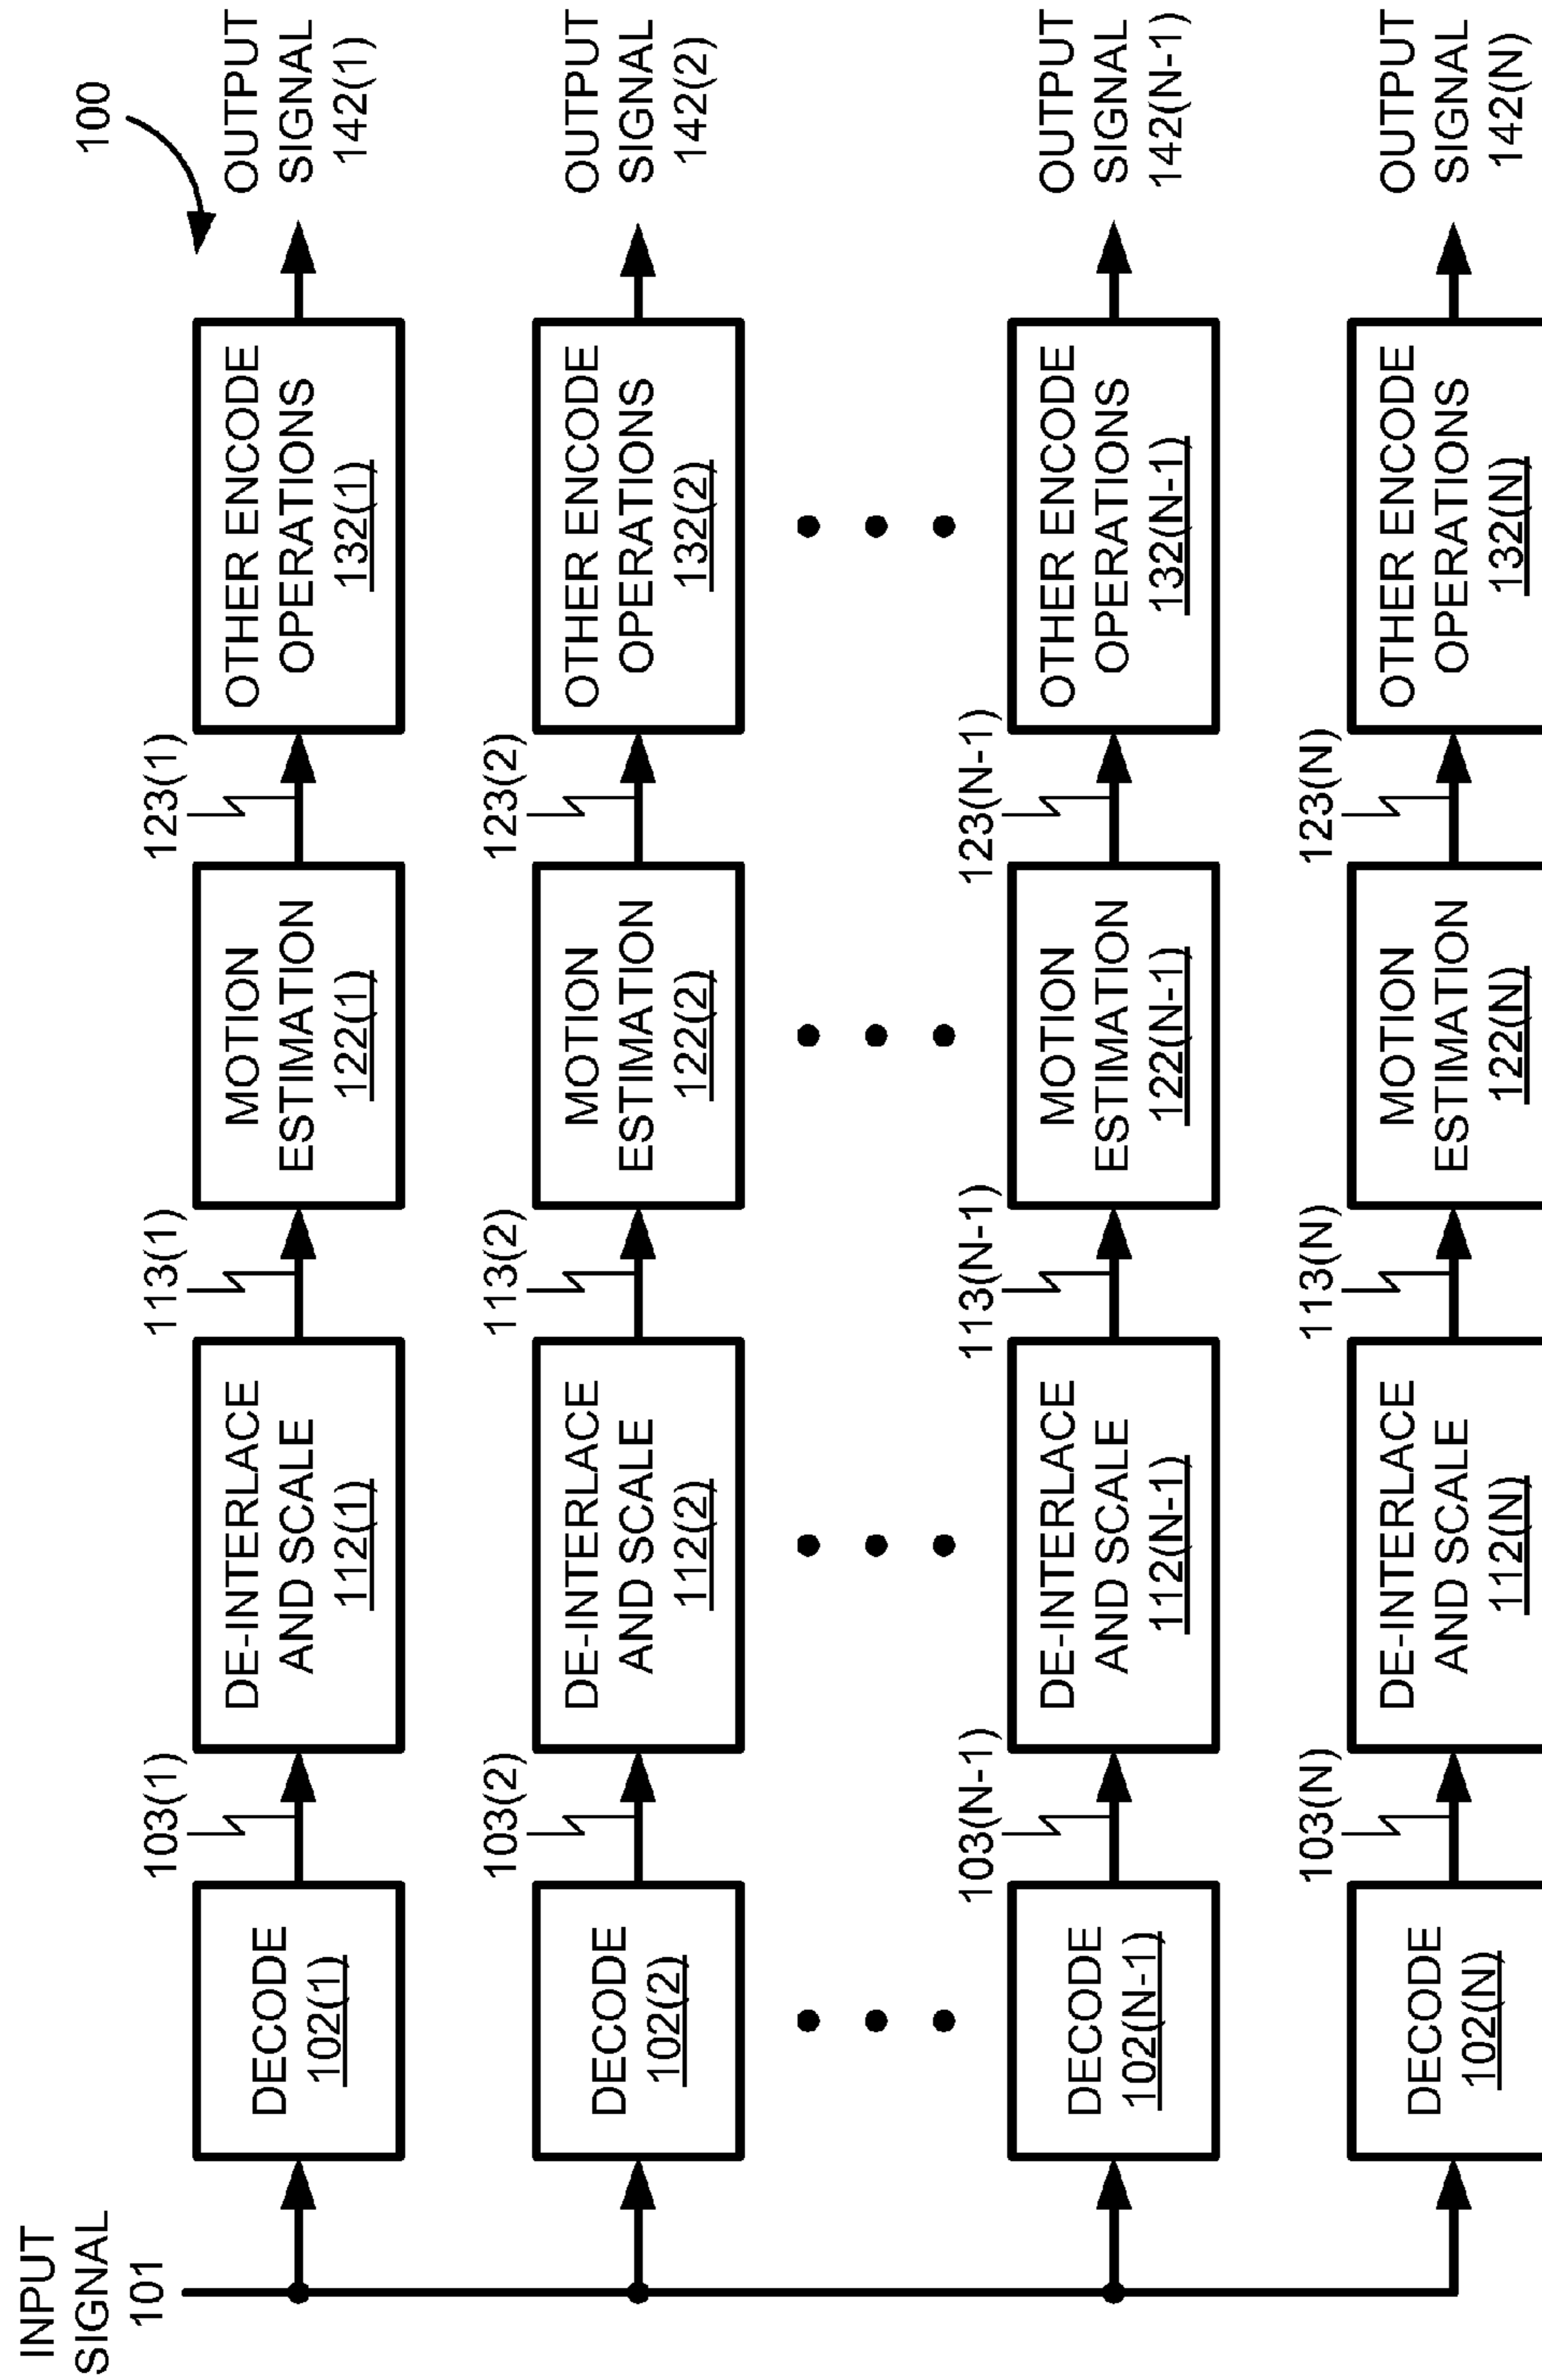 100
INPUT
SIGNAL
101
103(1)
113(1)
123(1)
DECODE
102(1)
DE-INTERLACE
AND SCALE
112(1)
MOTION
ESTIMATION
122(1)
OTHER ENCODE
OPERATIONS
132(1)
OUTPUT
SIGNAL
142(1)
103(2)
113(2)
123(2)
DECODE
102(2)
DE-INTERLACE
AND SCALE
112(2)
MOTION
ESTIMATION
122(2)
OTHER ENCODE
OPERATIONS
132(2)
OUTPUT
SIGNAL
142(2)
103(N-1)
113(N-1)
123(N-1)
DECODE
102(N-1)
DE-INTERLACE
AND SCALE
112(N-1)
MOTION
ESTIMATION
122(N-1)
OTHER ENCODE
OPERATIONS
132(N-1)
OUTPUT
SIGNAL
142(N-1)
103(N)
113(N)
123(N)
DECODE
102(N)
DE-INTERLACE
AND SCALE
112(N)
MOTION
ESTIMATION
122(N)
OTHER ENCODE
OPERATIONS
132(N)
OUTPUT
SIGNAL
142(N)